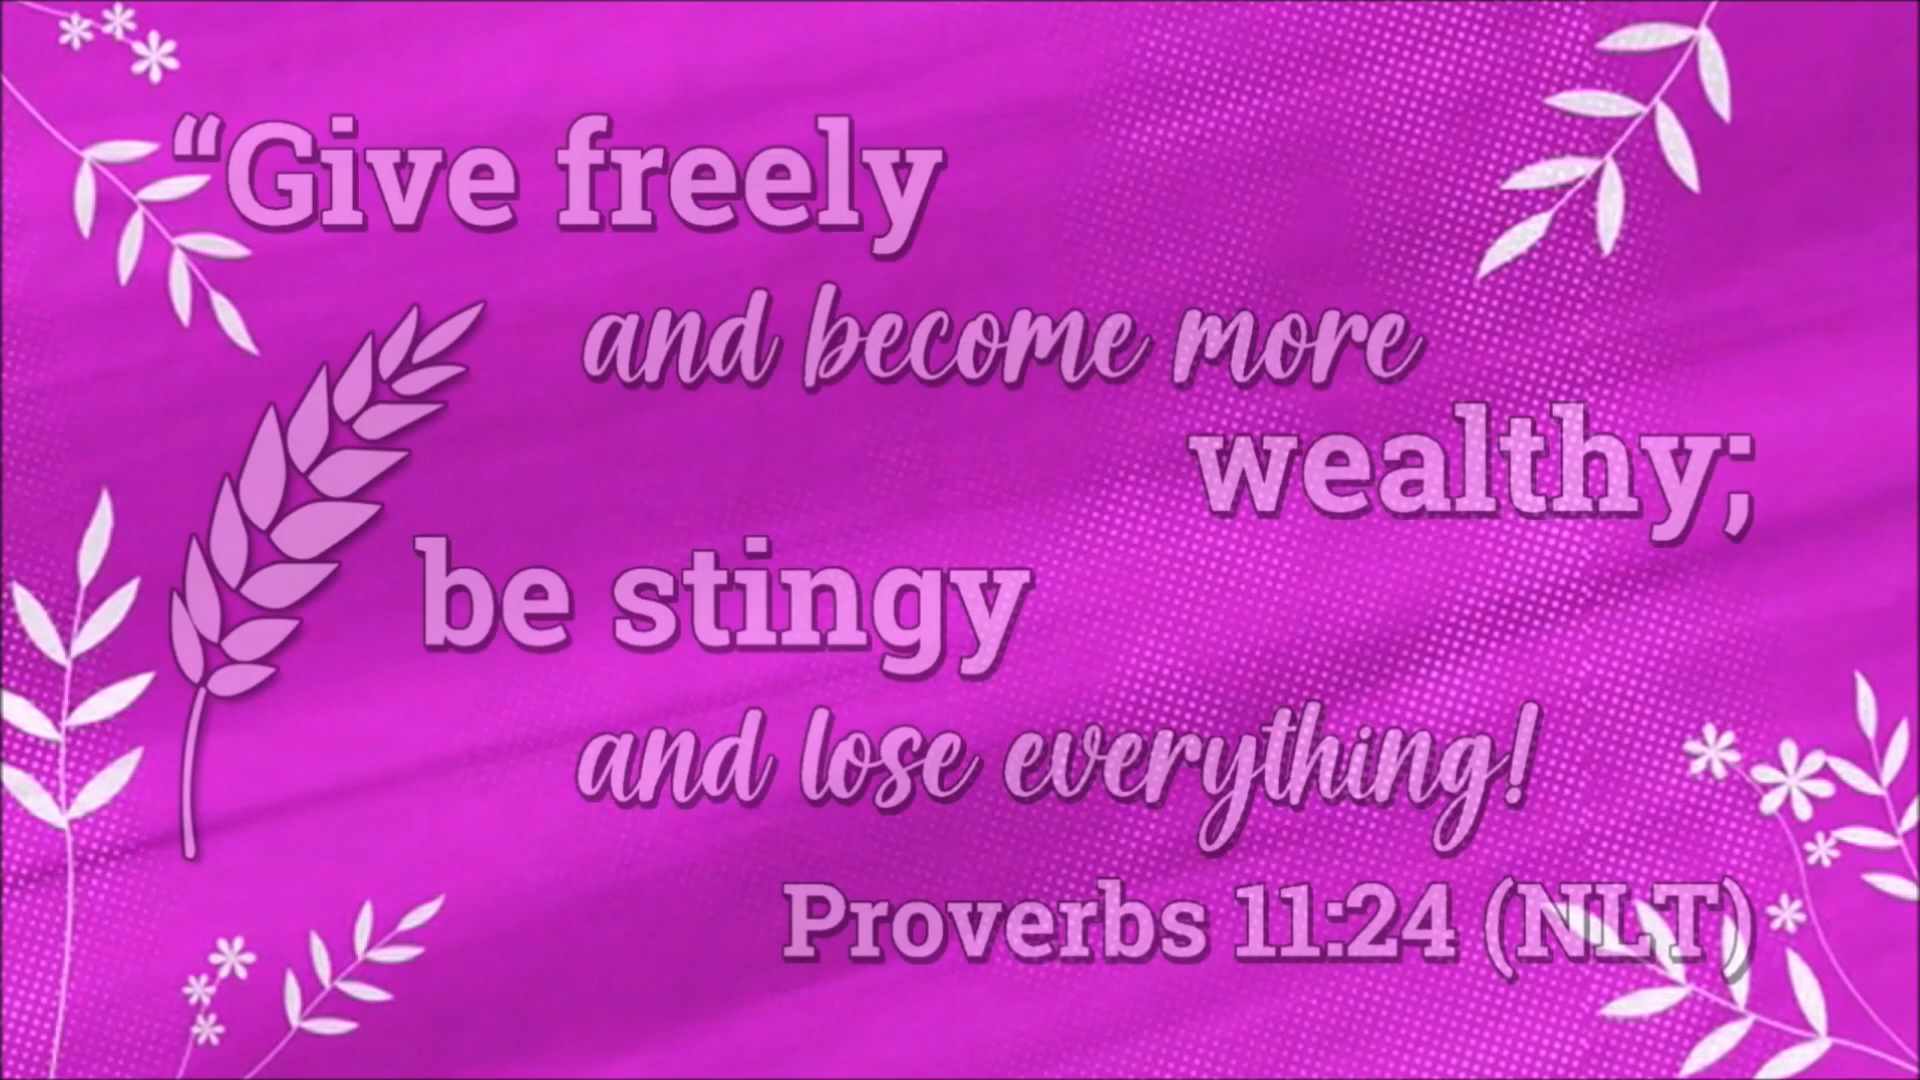 “Give freely
and become more
wealthy;
be stingy
and lose everything!
Proverbs 11:24 (NLT)